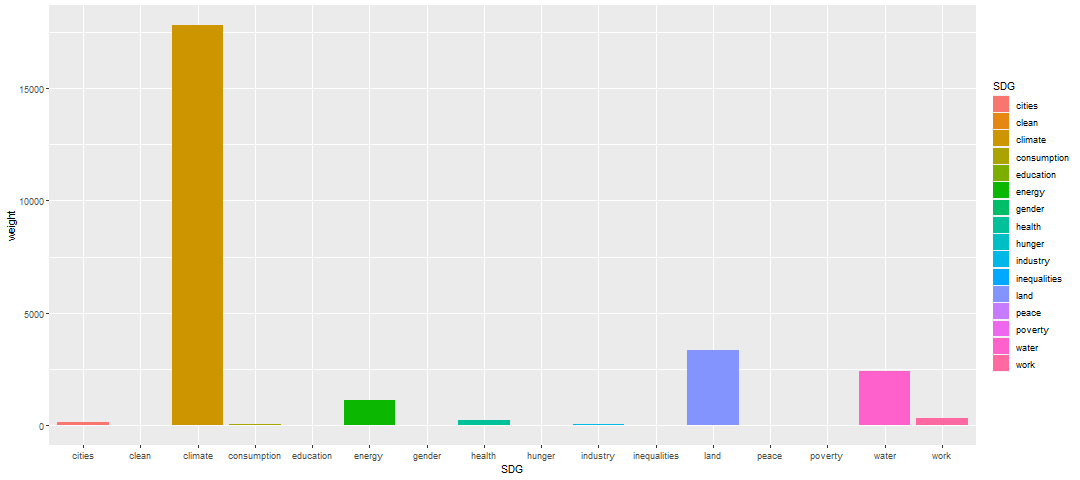 15000
10000
5000
0
weight
cities clean climate consumption education energy gender health hunger industry inequalities land peace poverty water work
SDG
SDG
cities
clean
climate
consumption
education
energy
gender
health
hunger
industry
inequalities
land
peace
poverty
water
work